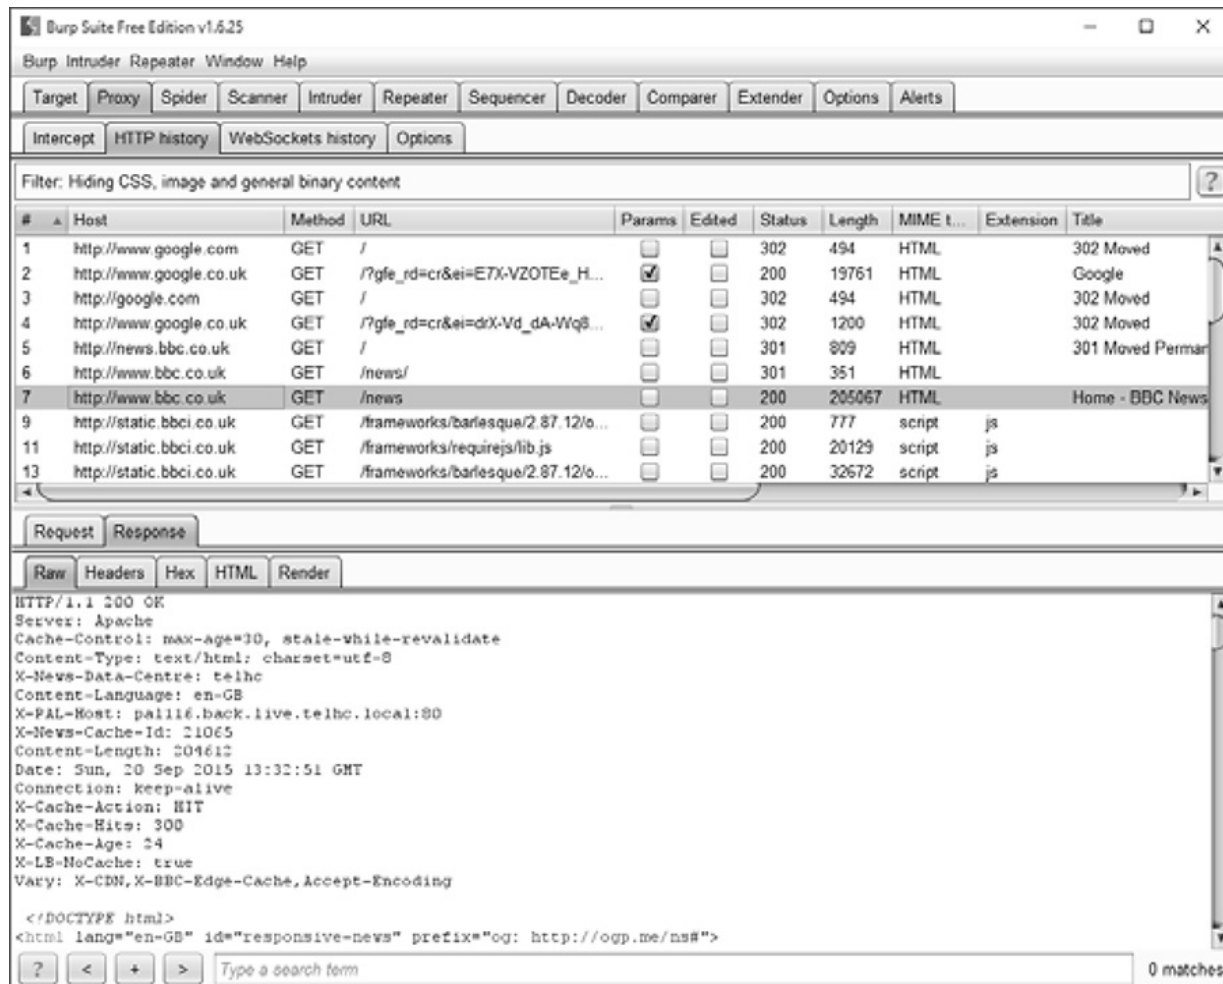 Burp Suite Free Edition v1.6.25
Burp Intruder Repeater Window Help
Target Proxy Spider Scanner Intruder Repeater Sequencer Decoder Comparer Extender Options Alerts
Intercept HTTP history WebSockets history Options
Filter: Hiding CSS, image and general binary content ?
# Host Method URL Params Edited Status Length MIME t... Extension Title
1 http://www.google.com GET / 302 494 HTML 302 Moved
2 http://www.google.co.uk GET /?gfe_rd=cr&ei=E7X-VZOTEe_H... 200 19761 HTML Google
3 http://google.com GET / 302 494 HTML 302 Moved
4 http://www.google.co.uk GET /?gfe_rd=cr&ei=drX-Vd_dA-Wq8... 302 1200 HTML 302 Moved
5 http://news.bbc.co.uk GET / 301 809 HTML 301 Moved Perman
6 http://www.bbc.co.uk GET /news/ 301 351 HTML
7 http://www.bbc.co.uk GET /news 200 205067 HTML Home - BBC News
9 http://static.bbci.co.uk GET /frameworks/barlesque/2.87.12/o... 200 777 script js
11 http://static.bbci.co.uk GET /frameworks/requirejs/lib.js 200 20129 script js
13 http://static.bbci.co.uk GET /frameworks/barlesque/2.87.12/o... 200 32672 script js
Request Response
Raw Headers Hex HTML Render
HTTP/1.1 200 OK
Server: Apache
Cache-Control: max-age=30, stale-while-revalidate
Content-Type: text/html; charset=utf-8
X-News-Data-Centre: telhc
Content-Language: en-GB
X-PAL-Host: pal116.back.live.telhc.local:80
X-News-Cache-Id: 21065
Content-Length: 204612
Date: Sun, 20 Sep 2015 13:32:51 GMT
Connection: keep-alive
X-Cache-Action: HIT
X-Cache-Hits: 300
X-Cache-Age: 24
X-LB-NoCache: true
Vary: X-CDN,X-BBC-Edge-Cache,Accept-Encoding
<!DOCTYPE html>
<html lang="en-GB" id="responsive-news" prefix="og: http://ogp.me/ns#">
? < + > Type a search term 0 matches